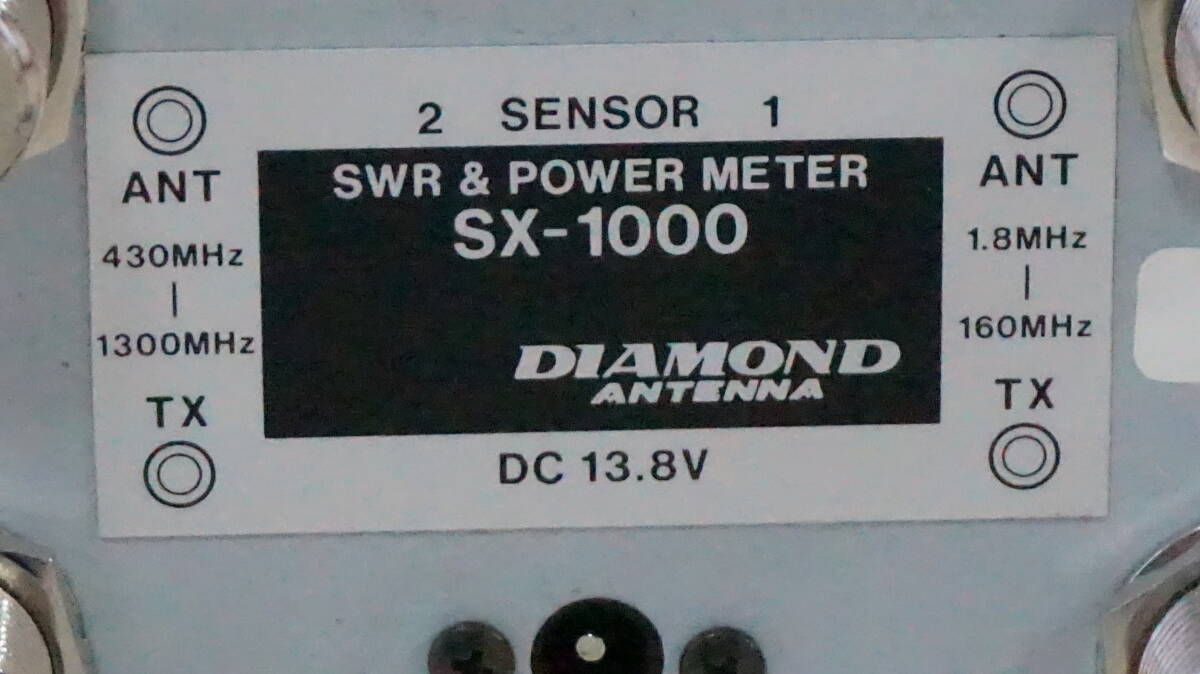 2 SENSOR 1
ANT
430MHz
|
1300MHz
TX
SWR & POWER METER
SX-1000
DIAMOND
ANTENNA
DC 13.8V
ANT
1.8MHz
|
160MHz
TX